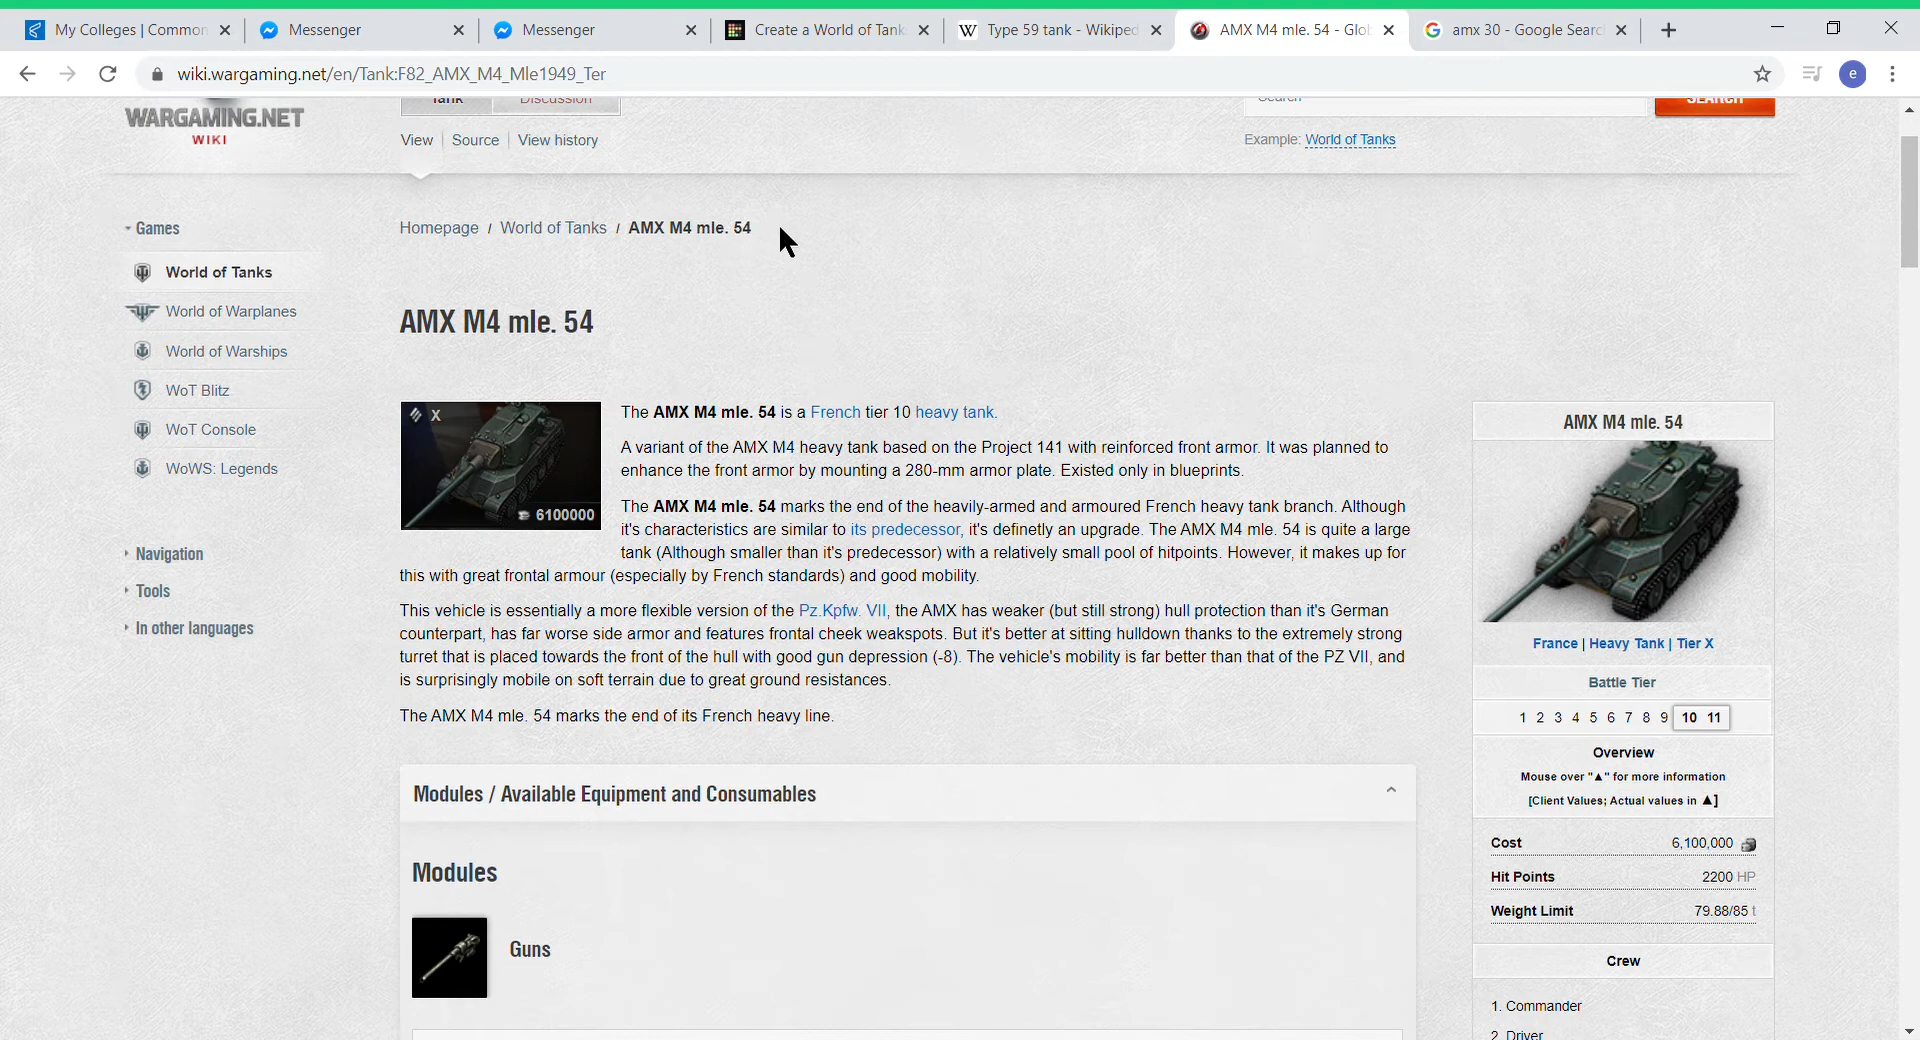 My Colleges | Common
Messenger
Messenger
Create a World of Tank
Type 59 tank - Wikiped
AMX M4 mle. 54 - Glo
amx 30 - Google Searc
wiki.wargaming.net/en/Tank:F82_AMX_M4_Mle1949_Ter
e
WARGAMING.NET
WIKI
Tank
Discussion
Search
SEARCH
View
Source
View history
Example: World of Tanks
Games
World of Tanks
World of Warplanes
World of Warships
WoT Blitz
WoT Console
WoWS: Legends
Navigation
Tools
In other languages
Homepage / World of Tanks / AMX M4 mle. 54
AMX M4 mle. 54
X
6100000
The AMX M4 mle. 54 is a French tier 10 heavy tank.
A variant of the AMX M4 heavy tank based on the Project 141 with reinforced front armor. It was planned to
enhance the front armor by mounting a 280-mm armor plate. Existed only in blueprints.
The AMX M4 mle. 54 marks the end of the heavily-armed and armoured French heavy tank branch. Although
it's characteristics are similar to its predecessor, it's definetly an upgrade. The AMX M4 mle. 54 is quite a large
tank (Although smaller than it's predecessor) with a relatively small pool of hitpoints. However, it makes up for
this with great frontal armour (especially by French standards) and good mobility.
This vehicle is essentially a more flexible version of the Pz.Kpfw. VII, the AMX has weaker (but still strong) hull protection than it's German
counterpart, has far worse side armor and features frontal cheek weakspots. But it's better at sitting hulldown thanks to the extremely strong
turret that is placed towards the front of the hull with good gun depression (-8). The vehicle's mobility is far better than that of the PZ VII, and
is surprisingly mobile on soft terrain due to great ground resistances.
The AMX M4 mle. 54 marks the end of its French heavy line.
Modules / Available Equipment and Consumables
Modules
Guns
AMX M4 mle. 54
France | Heavy Tank | Tier X
Battle Tier
1 2 3 4 5 6 7 8 9 10 11
Overview
Mouse over "▲" for more information
[Client Values; Actual values in ▲]
Cost 6,100,000
Hit Points 2200 HP
Weight Limit 79.88/85 t
Crew
1. Commander
2. Driver